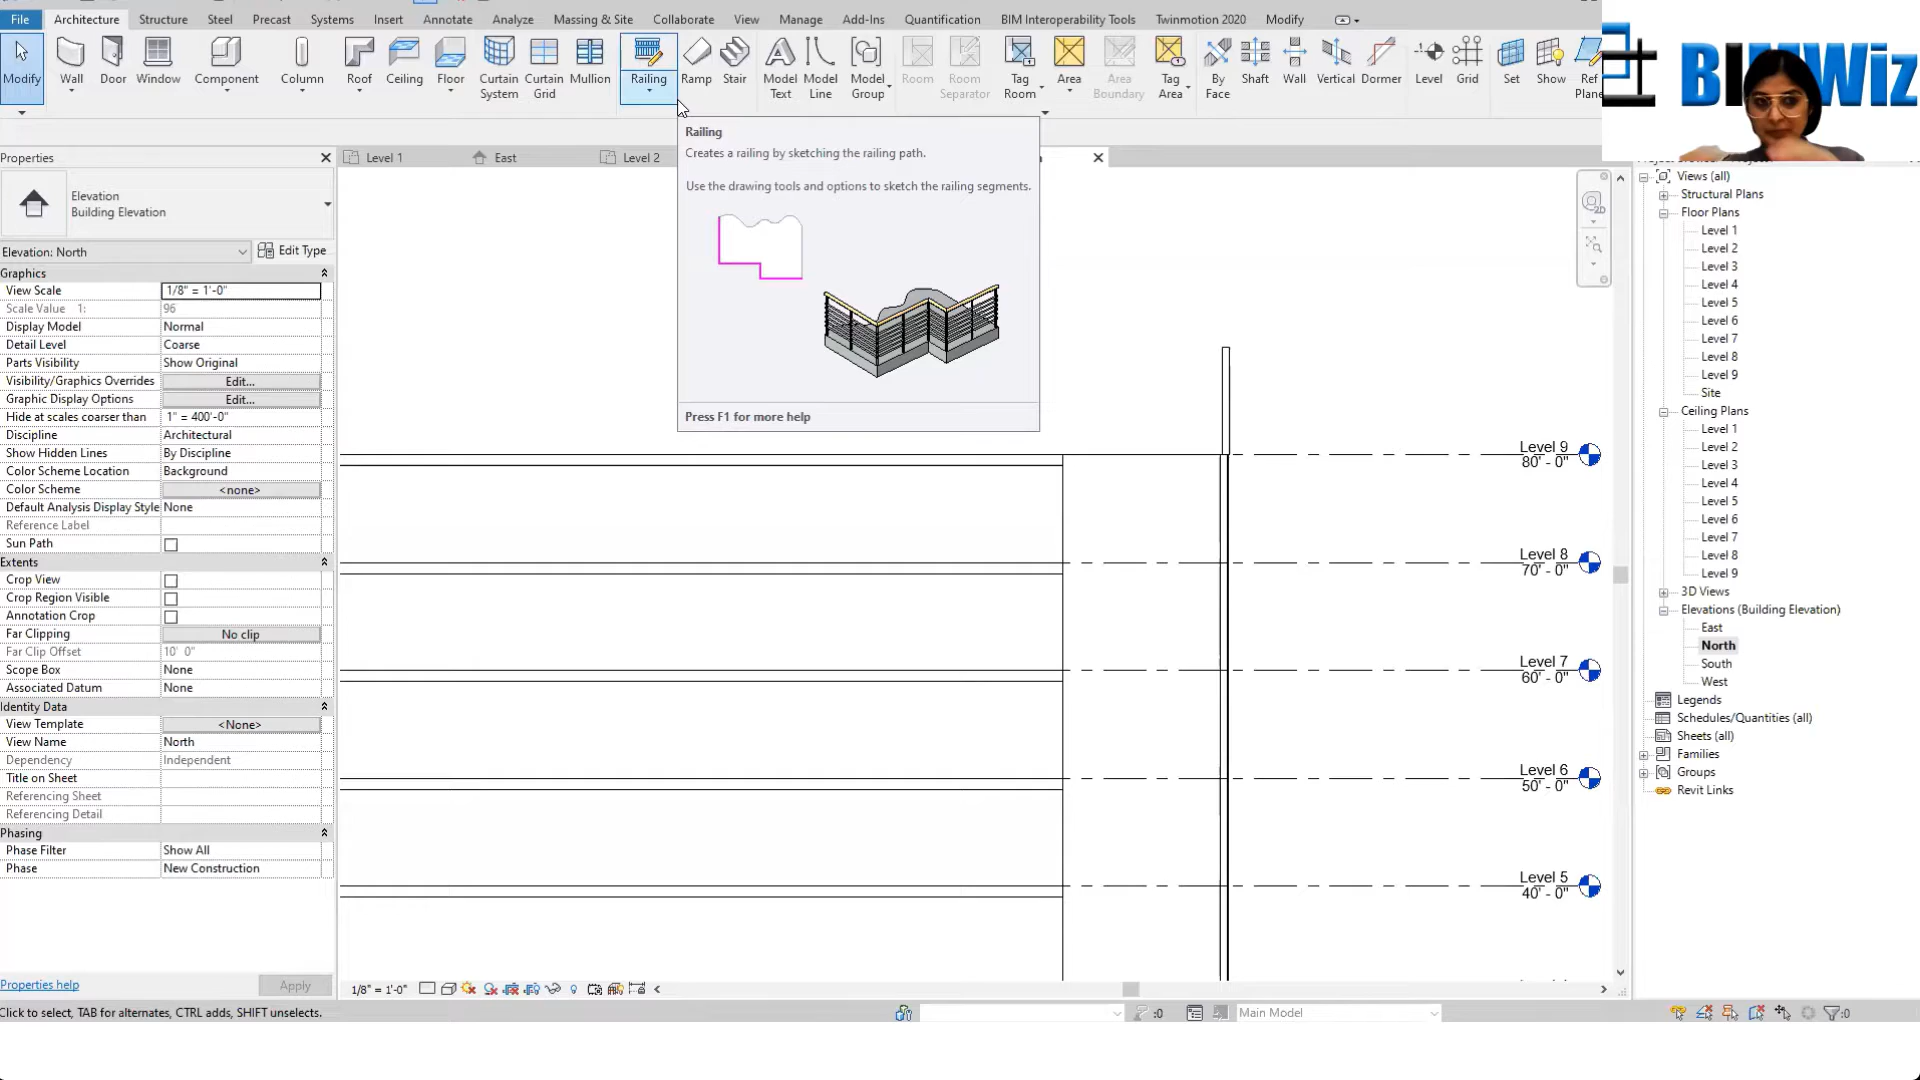 File Architecture Structure Steel Precast Systems Insert Annotate Analyze Massing & Site Collaborate View Manage Add-Ins Quantification BIM Interoperability Tools Twinmotion 2020 Modify
Modify Wall Door Window Component Column Roof Ceiling Floor Curtain System Curtain Grid Mullion Railing Ramp Stair Model Text Model Line Model Group Room Room Separator Tag Room Area Area Boundary Tag Area By Face Shaft Wall Vertical Dormer Level Grid Set Show Ref Plane
Railing
Creates a railing by sketching the railing path.
Use the drawing tools and options to sketch the railing segments.
Press F1 for more help
Properties
Level 1 East Level 2
Elevation
Building Elevation
Elevation: North Edit Type
Graphics
View Scale 1/8" = 1'-0"
Scale Value 1: 96
Display Model Normal
Detail Level Coarse
Parts Visibility Show Original
Visibility/Graphics Overrides Edit...
Graphic Display Options Edit...
Hide at scales coarser than 1" = 400'-0"
Discipline Architectural
Show Hidden Lines By Discipline
Color Scheme Location Background
Color Scheme <none>
Default Analysis Display Style None
Reference Label
Sun Path
Extents
Crop View
Crop Region Visible
Annotation Crop
Far Clipping No clip
Far Clip Offset 10' 0"
Scope Box None
Associated Datum None
Identity Data
View Template <None>
View Name North
Dependency Independent
Title on Sheet
Referencing Sheet
Referencing Detail
Phasing
Phase Filter Show All
Phase New Construction
Properties help Apply
Level 9
80' - 0"
Level 8
70' - 0"
Level 7
60' - 0"
Level 6
50' - 0"
Level 5
40' - 0"
1/8" = 1'-0"
Views (all)
Structural Plans
Floor Plans
Level 1
Level 2
Level 3
Level 4
Level 5
Level 6
Level 7
Level 8
Level 9
Site
Ceiling Plans
Level 1
Level 2
Level 3
Level 4
Level 5
Level 6
Level 7
Level 8
Level 9
3D Views
Elevations (Building Elevation)
East
North
South
West
Legends
Schedules/Quantities (all)
Sheets (all)
Families
Groups
Revit Links
Click to select, TAB for alternates, CTRL adds, SHIFT unselects.
:0 Main Model :0